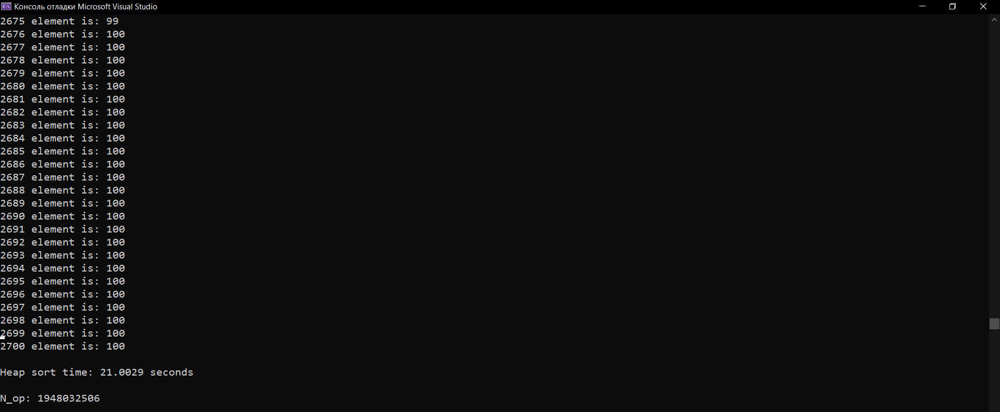 Консоль отладки Microsoft Visual Studio
2675 element is: 99
2676 element is: 100
2677 element is: 100
2678 element is: 100
2679 element is: 100
2680 element is: 100
2681 element is: 100
2682 element is: 100
2683 element is: 100
2684 element is: 100
2685 element is: 100
2686 element is: 100
2687 element is: 100
2688 element is: 100
2689 element is: 100
2690 element is: 100
2691 element is: 100
2692 element is: 100
2693 element is: 100
2694 element is: 100
2695 element is: 100
2696 element is: 100
2697 element is: 100
2698 element is: 100
2699 element is: 100
2700 element is: 100
Heap sort time: 21.0029 seconds
N_op: 1948032506